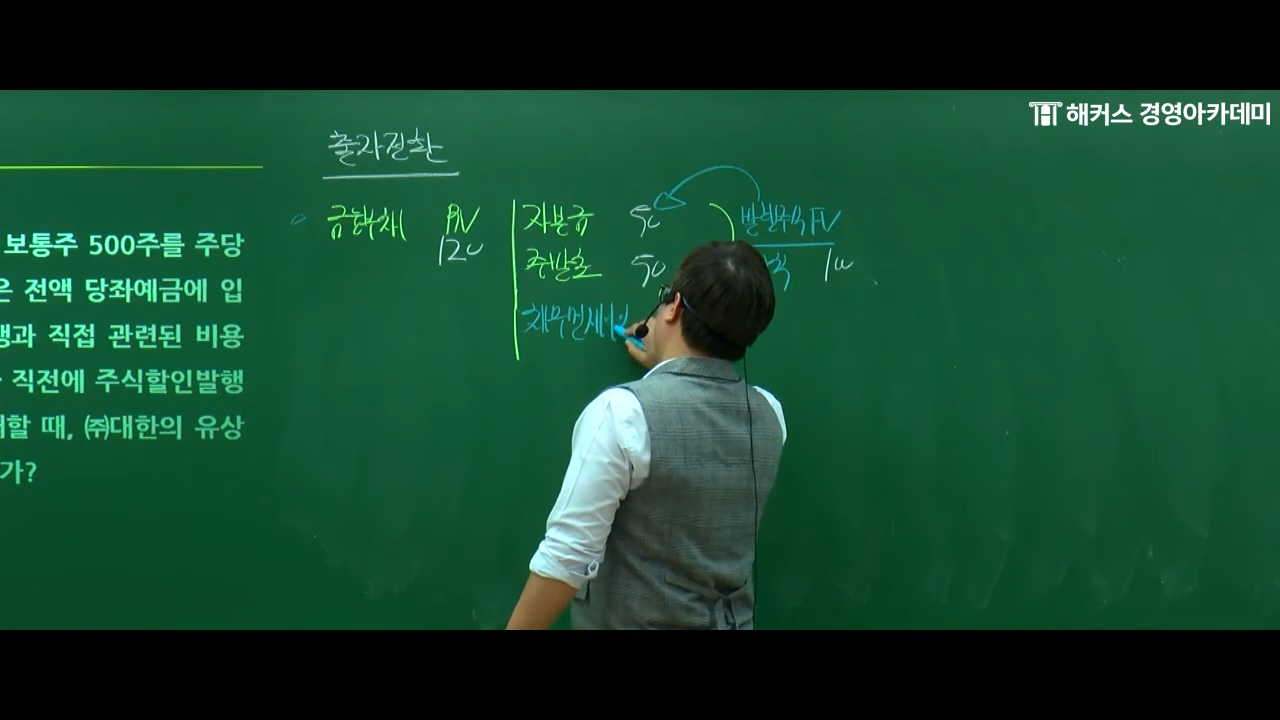 해커스 경영아카데미
출자전환
보통주 500주를 주당
은 전액 당좌예금에 입
행과 직접 관련된 비용
직전에 주식할인발행
할 때, ㈜대한의 유상
가?
금융부채 BV 자본금 50 발행주식 FV
120 주발초 50 100
채무면제이익